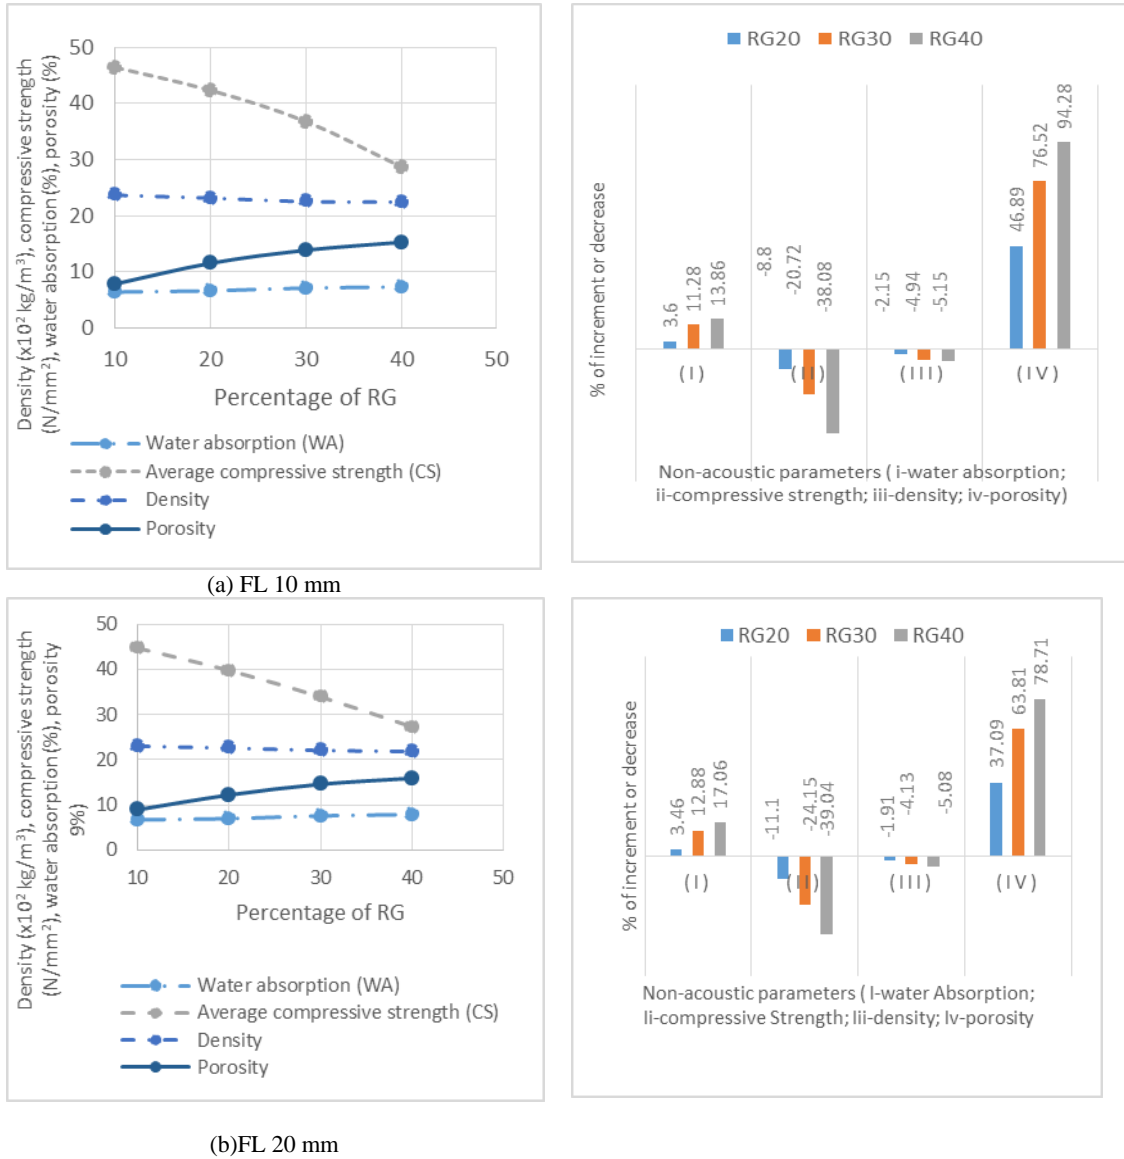 Density (x10² kg/m³), compressive strength
(N/mm²), water absorption (%), porosity (%)
50
40
30
20
10
0
10 20 30 40 50
Percentage of RG
Water absorption (WA)
Average compressive strength (CS)
Density
Porosity
RG20 RG30 RG40
% of increment or decrease
3.6
11.28
13.86
-8.8
-20.72
-38.08
-2.15
-4.94
-5.15
46.89
76.52
94.28
(I) (II) (III) (IV)
Non-acoustic parameters ( i-water absorption;
ii-compressive strength; iii-density; iv-porosity)
(a) FL 10 mm
Density (x10² kg/m³), compressive strength
(N/mm²), water absorption (%), porosity
9%)
50
40
30
20
10
0
10 20 30 40 50
Percentage of RG
Water absorption (WA)
Average compressive strength (CS)
Density
Porosity
RG20 RG30 RG40
% of increment or decrease
3.46
12.88
17.06
-11.1
-24.15
-39.04
-1.91
-4.13
-5.08
37.09
63.81
78.71
(I) (II) (III) (IV)
Non-acoustic parameters ( I-water Absorption;
Ii-compressive Strength; Iii-density; Iv-porosity
(b)FL 20 mm